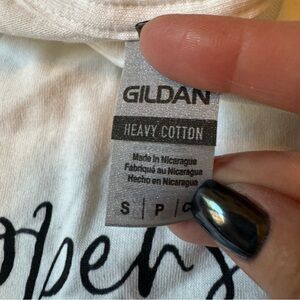 GILDAN
HEAVY COTTON
Made in Nicaragua
Fabriqué au Nicaragua
Hecho en Nicaragua
S | P | C